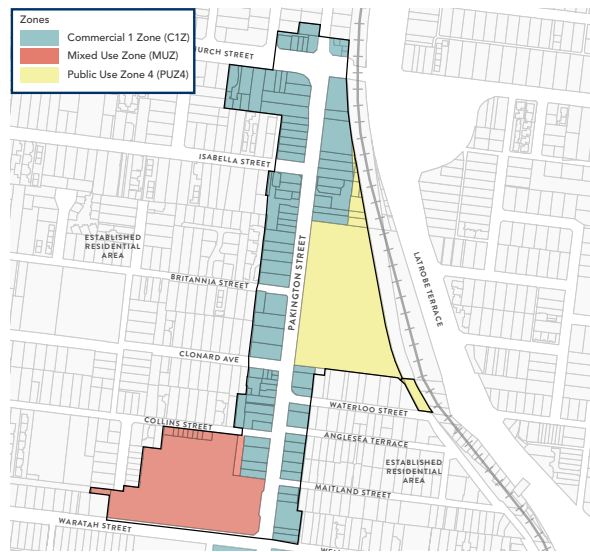 Zones
Commercial 1 Zone (C1Z)
Mixed Use Zone (MUZ)
Public Use Zone 4 (PUZ4)
STREET
ISABELLA STREET
ESTABLISHED
RESIDENTIAL
AREA
PAKINGTON STREET
LATROBE TERRACE
BRITANNIA STREET
CLONARD AVE
WATERLOO STREET
COLLINS STREET
ANGLESEA TERRACE
ESTABLISHED
RESIDENTIAL
AREA
MAITLAND STREET
WARATAH STREET